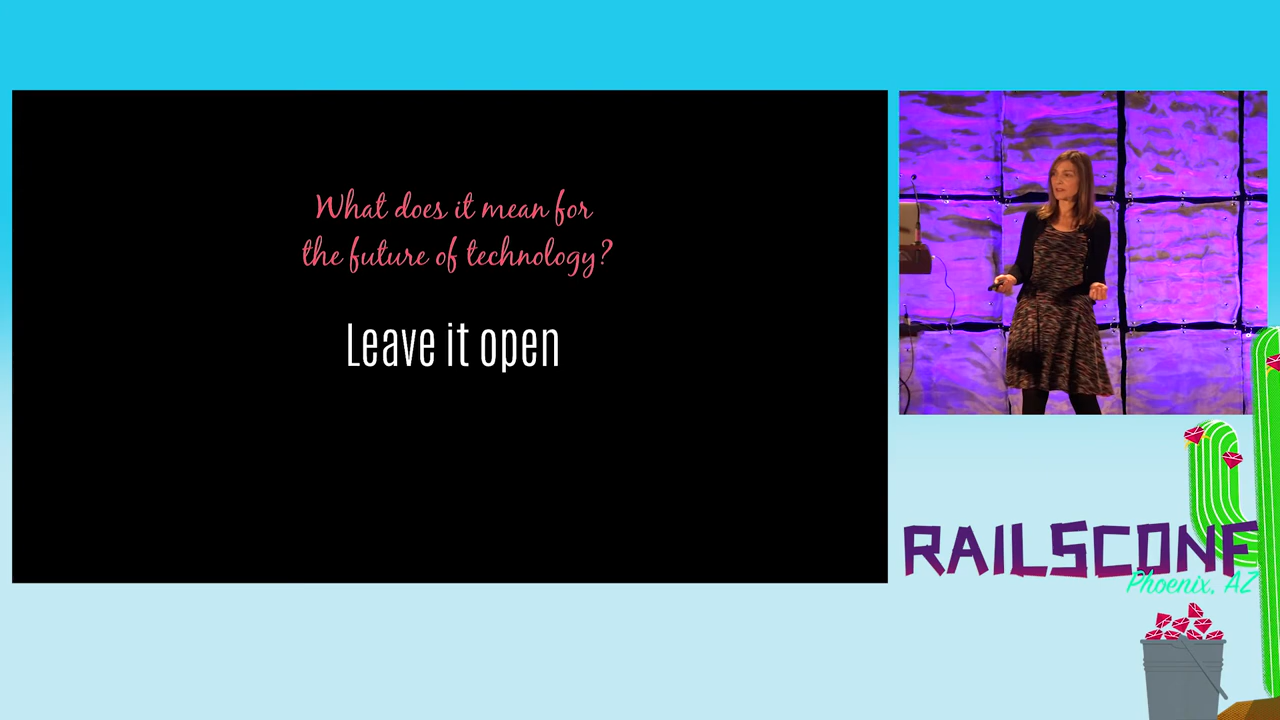 What does it mean for
the future of technology?
Leave it open
RAILSCONF
Phoenix, AZ